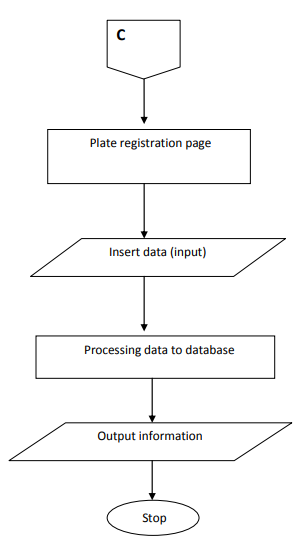 C
Plate registration page
Insert data (input)
Processing data to database
Output information
Stop